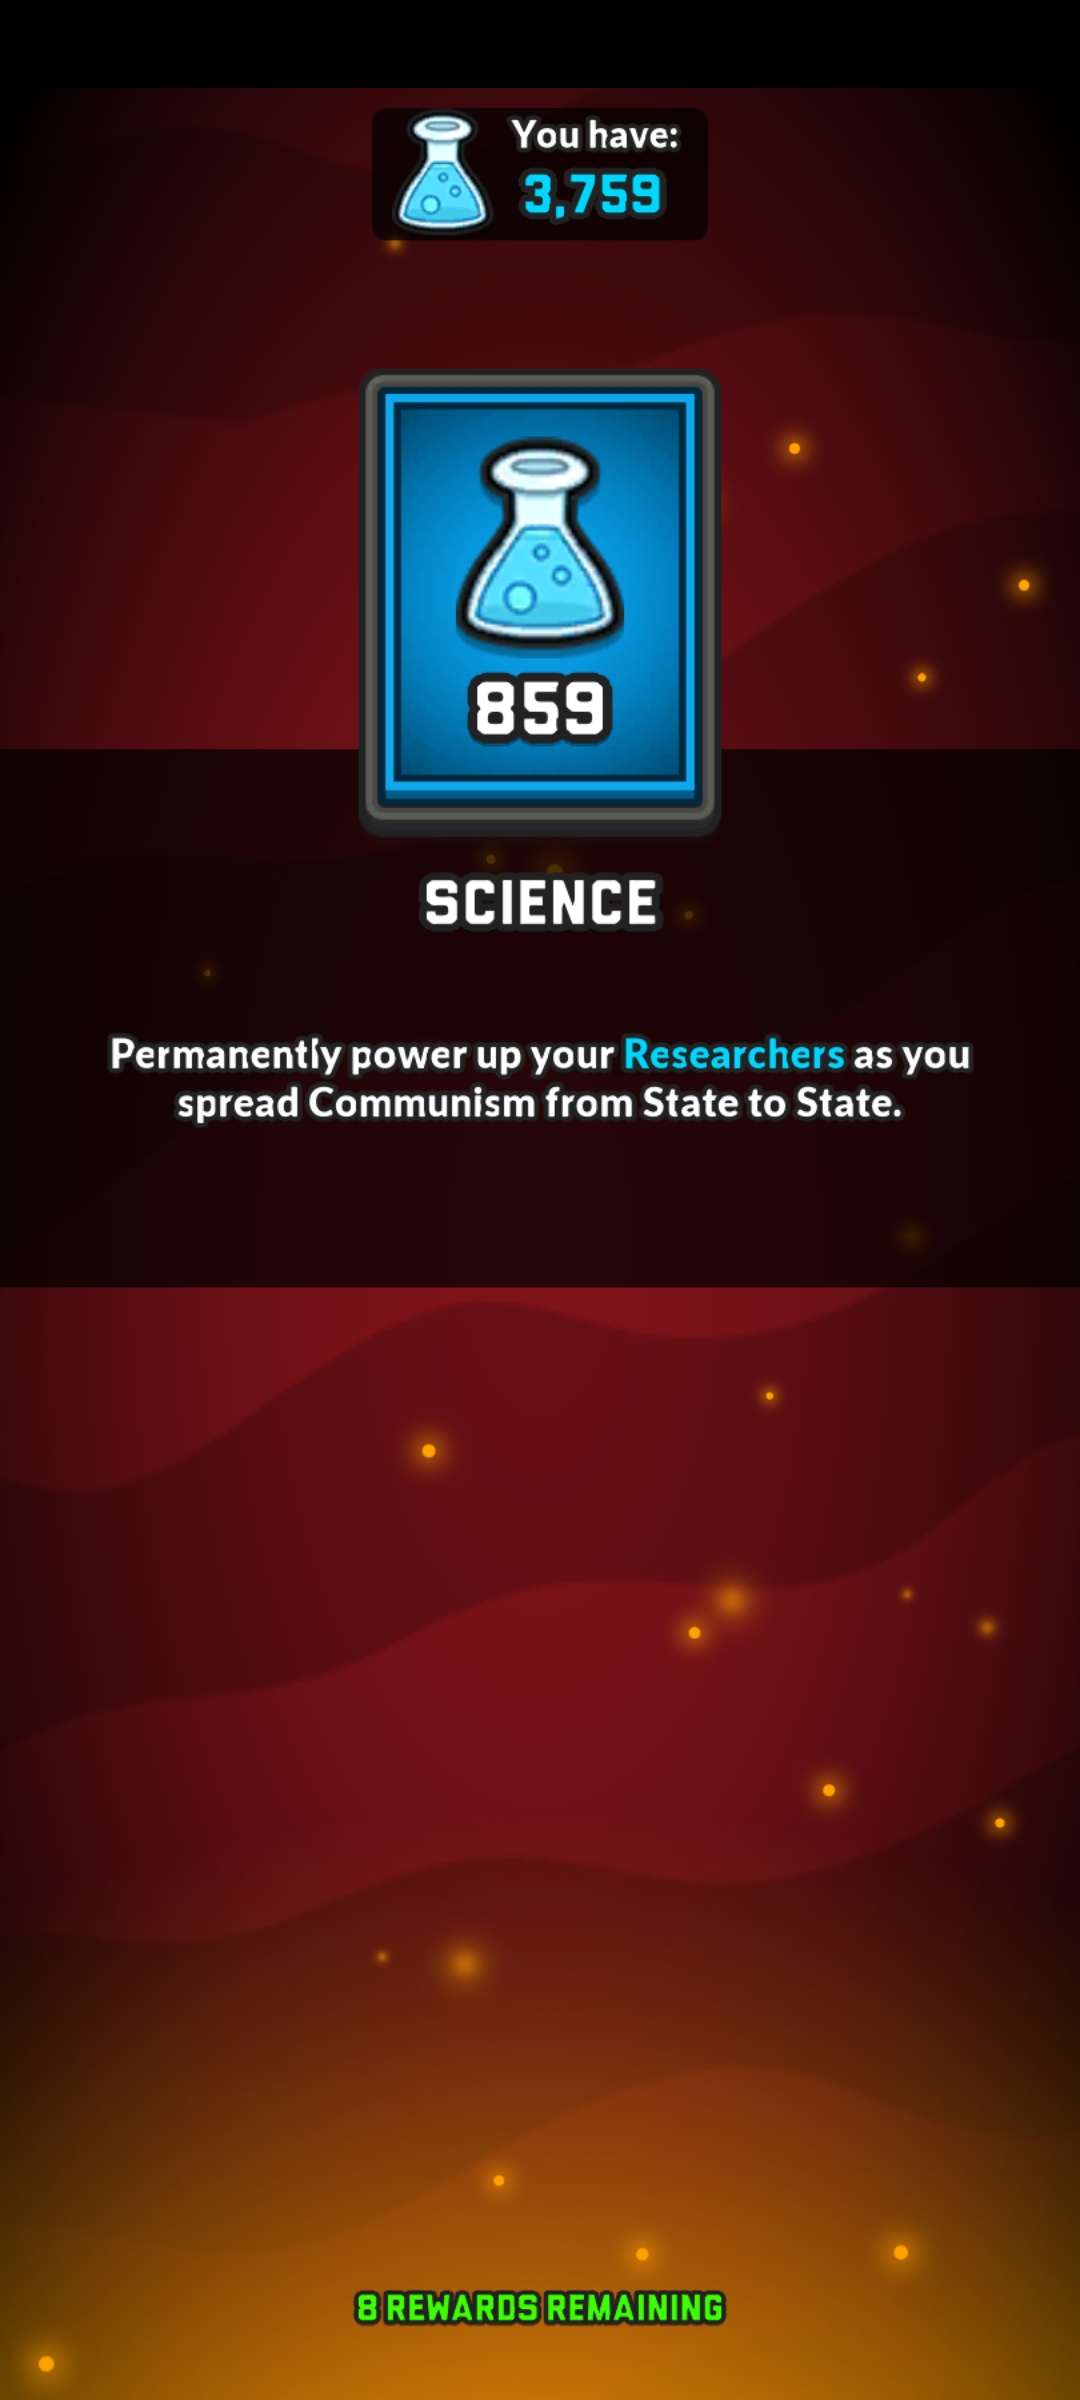 You have:
3,759
859
SCIENCE
Permanently power up your Researchers as you
spread Communism from State to State.
8 REWARDS REMAINING